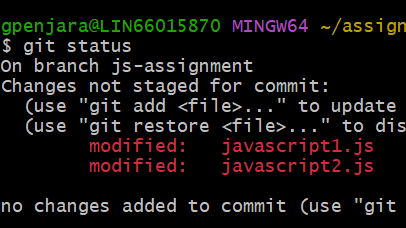 gpenjara@LIN66015870 MINGW64 ~/assign
$ git status
On branch js-assignment
Changes not staged for commit:
  (use "git add <file>..." to update
  (use "git restore <file>..." to dis
        modified:   javascript1.js
        modified:   javascript2.js
no changes added to commit (use "git